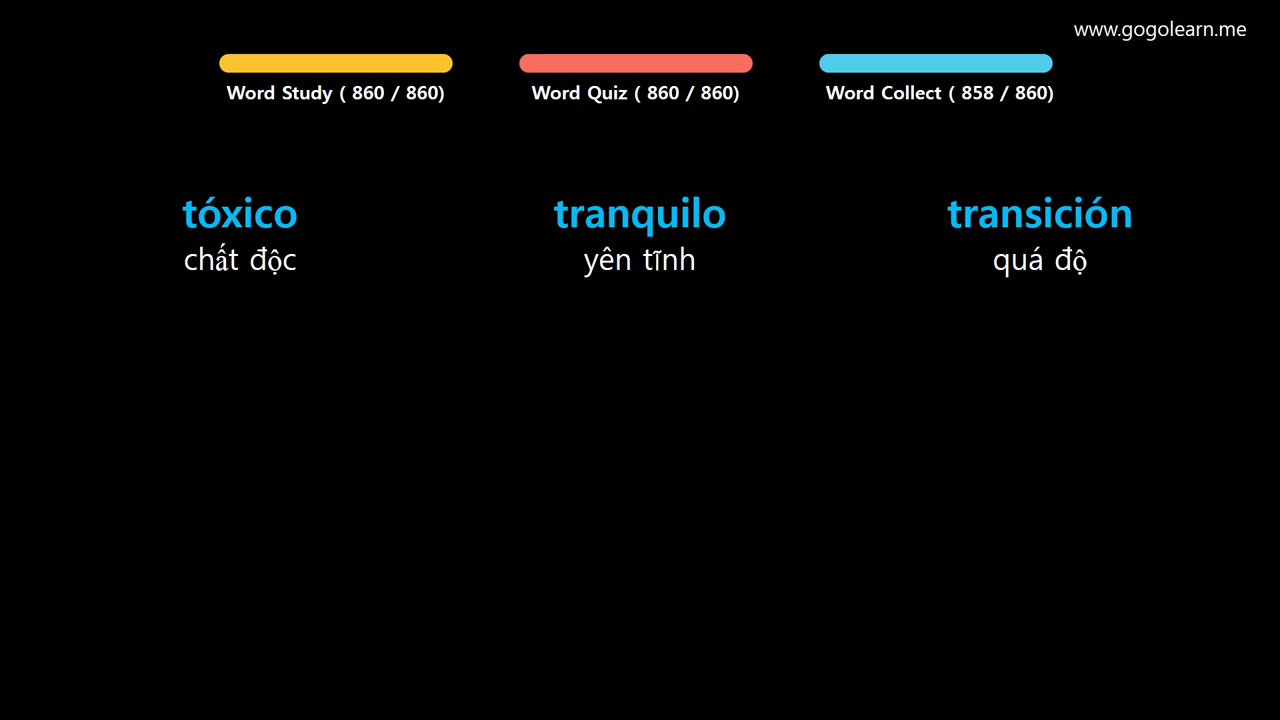 www.gogolearn.me
Word Study ( 860 / 860)
Word Quiz ( 860 / 860)
Word Collect ( 858 / 860)
tóxico
chất độc
tranquilo
yên tĩnh
transición
quá độ